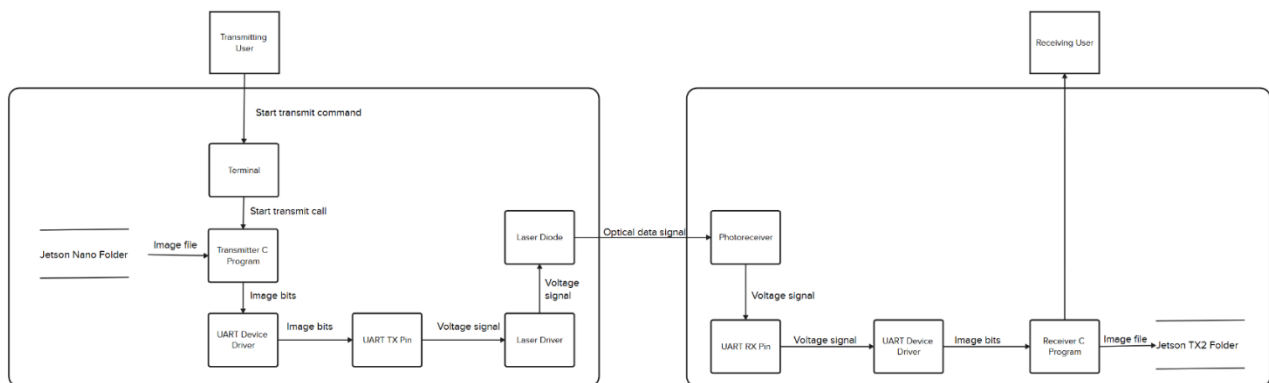 Transmitting
User
Receiving User
Start transmit command
Terminal
Start transmit call
Jetson Nano Folder
Image file
Transmitter C
Program
Image bits
UART Device
Driver
Image bits
UART TX Pin
Voltage signal
Laser Driver
Voltage
signal
Laser Diode
Optical data signal
Photoreceiver
Voltage signal
UART RX Pin
Voltage signal
UART Device
Driver
Image bits
Receiver C
Program
Image file
Jetson TX2 Folder